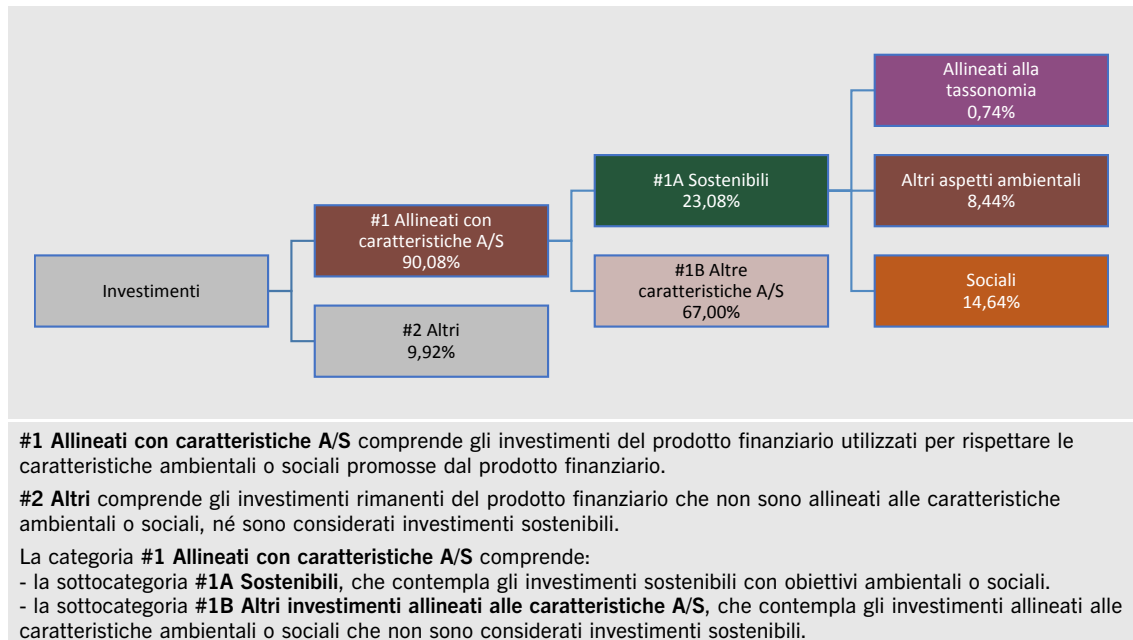 Investimenti
#1 Allineati con
caratteristiche A/S
90,08%
#2 Altri
9,92%
#1A Sostenibili
23,08%
#1B Altre
caratteristiche A/S
67,00%
Allineati alla
tassonomia
0,74%
Altri aspetti ambientali
8,44%
Sociali
14,64%
#1 Allineati con caratteristiche A/S comprende gli investimenti del prodotto finanziario utilizzati per rispettare le
caratteristiche ambientali o sociali promosse dal prodotto finanziario.
#2 Altri comprende gli investimenti rimanenti del prodotto finanziario che non sono allineati alle caratteristiche
ambientali o sociali, né sono considerati investimenti sostenibili.
La categoria #1 Allineati con caratteristiche A/S comprende:
- la sottocategoria #1A Sostenibili, che contempla gli investimenti sostenibili con obiettivi ambientali o sociali.
- la sottocategoria #1B Altri investimenti allineati alle caratteristiche A/S, che contempla gli investimenti allineati alle
caratteristiche ambientali o sociali che non sono considerati investimenti sostenibili.